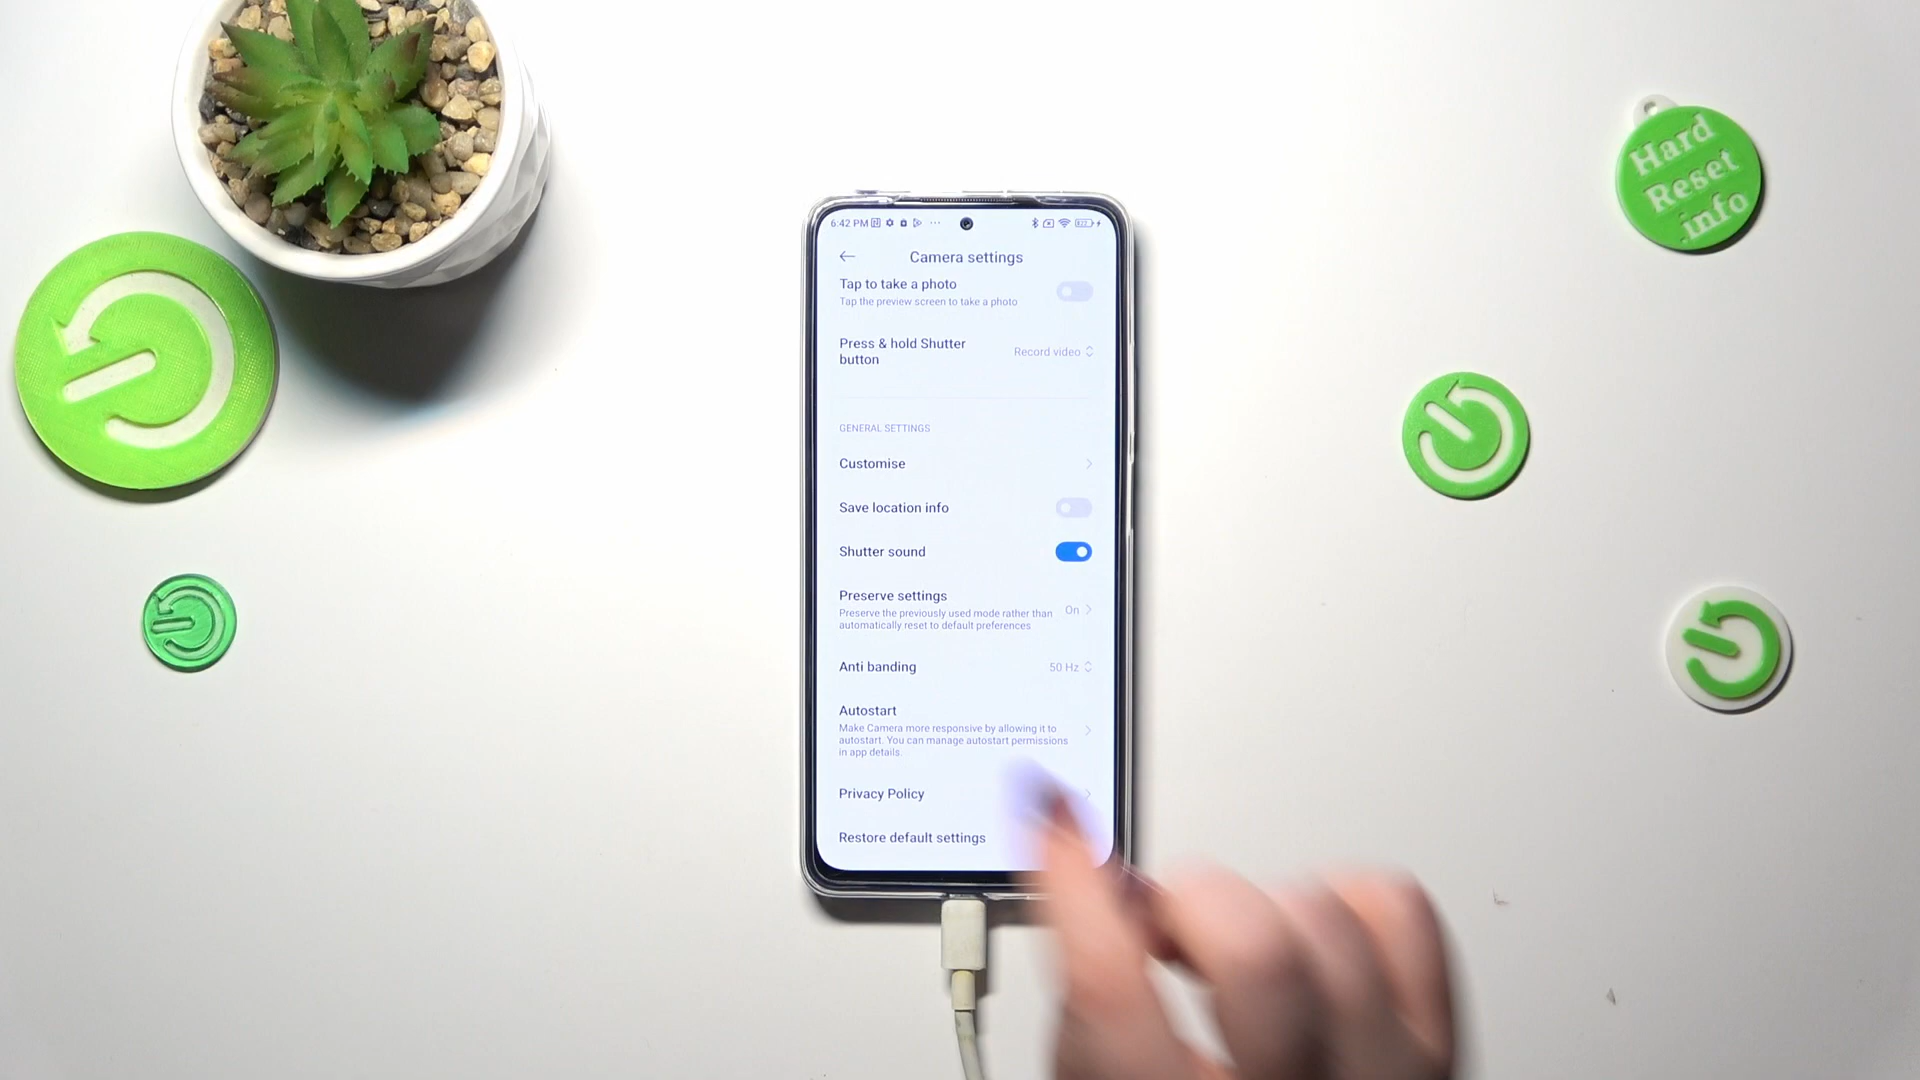 6:42 PM
Camera settings
Tap to take a photo
Tap the preview screen to take a photo
Press & hold Shutter
button
Record video
GENERAL SETTINGS
Customise
Save location info
Shutter sound
Preserve settings
Preserve the previously used mode rather than
automatically reset to default preferences
On
Anti banding
50 Hz
Autostart
Make Camera more responsive by allowing it to
autostart. You can manage autostart permissions
in app details.
Privacy Policy
Restore default settings
Hard
Reset
info